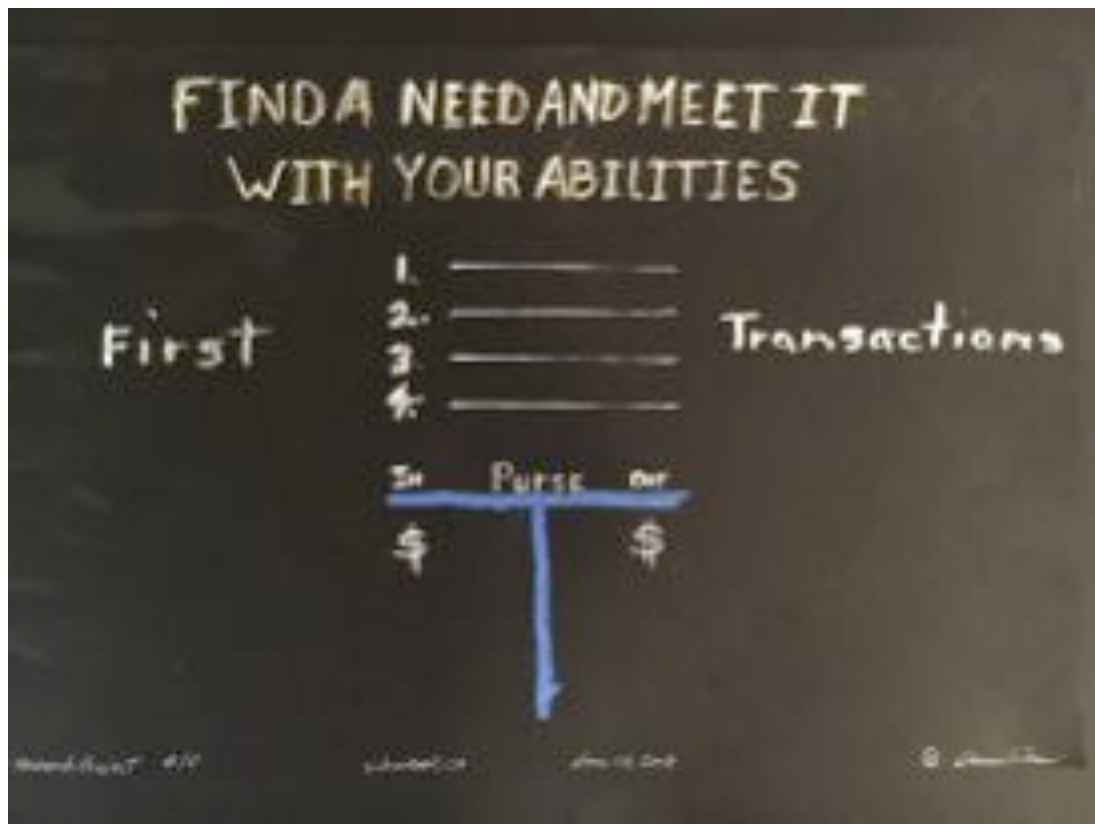 FIND A NEED AND MEET IT
WITH YOUR ABILITIES
1.
2.
First
Transactions
3.
4.
IN Purse OUT
$ $